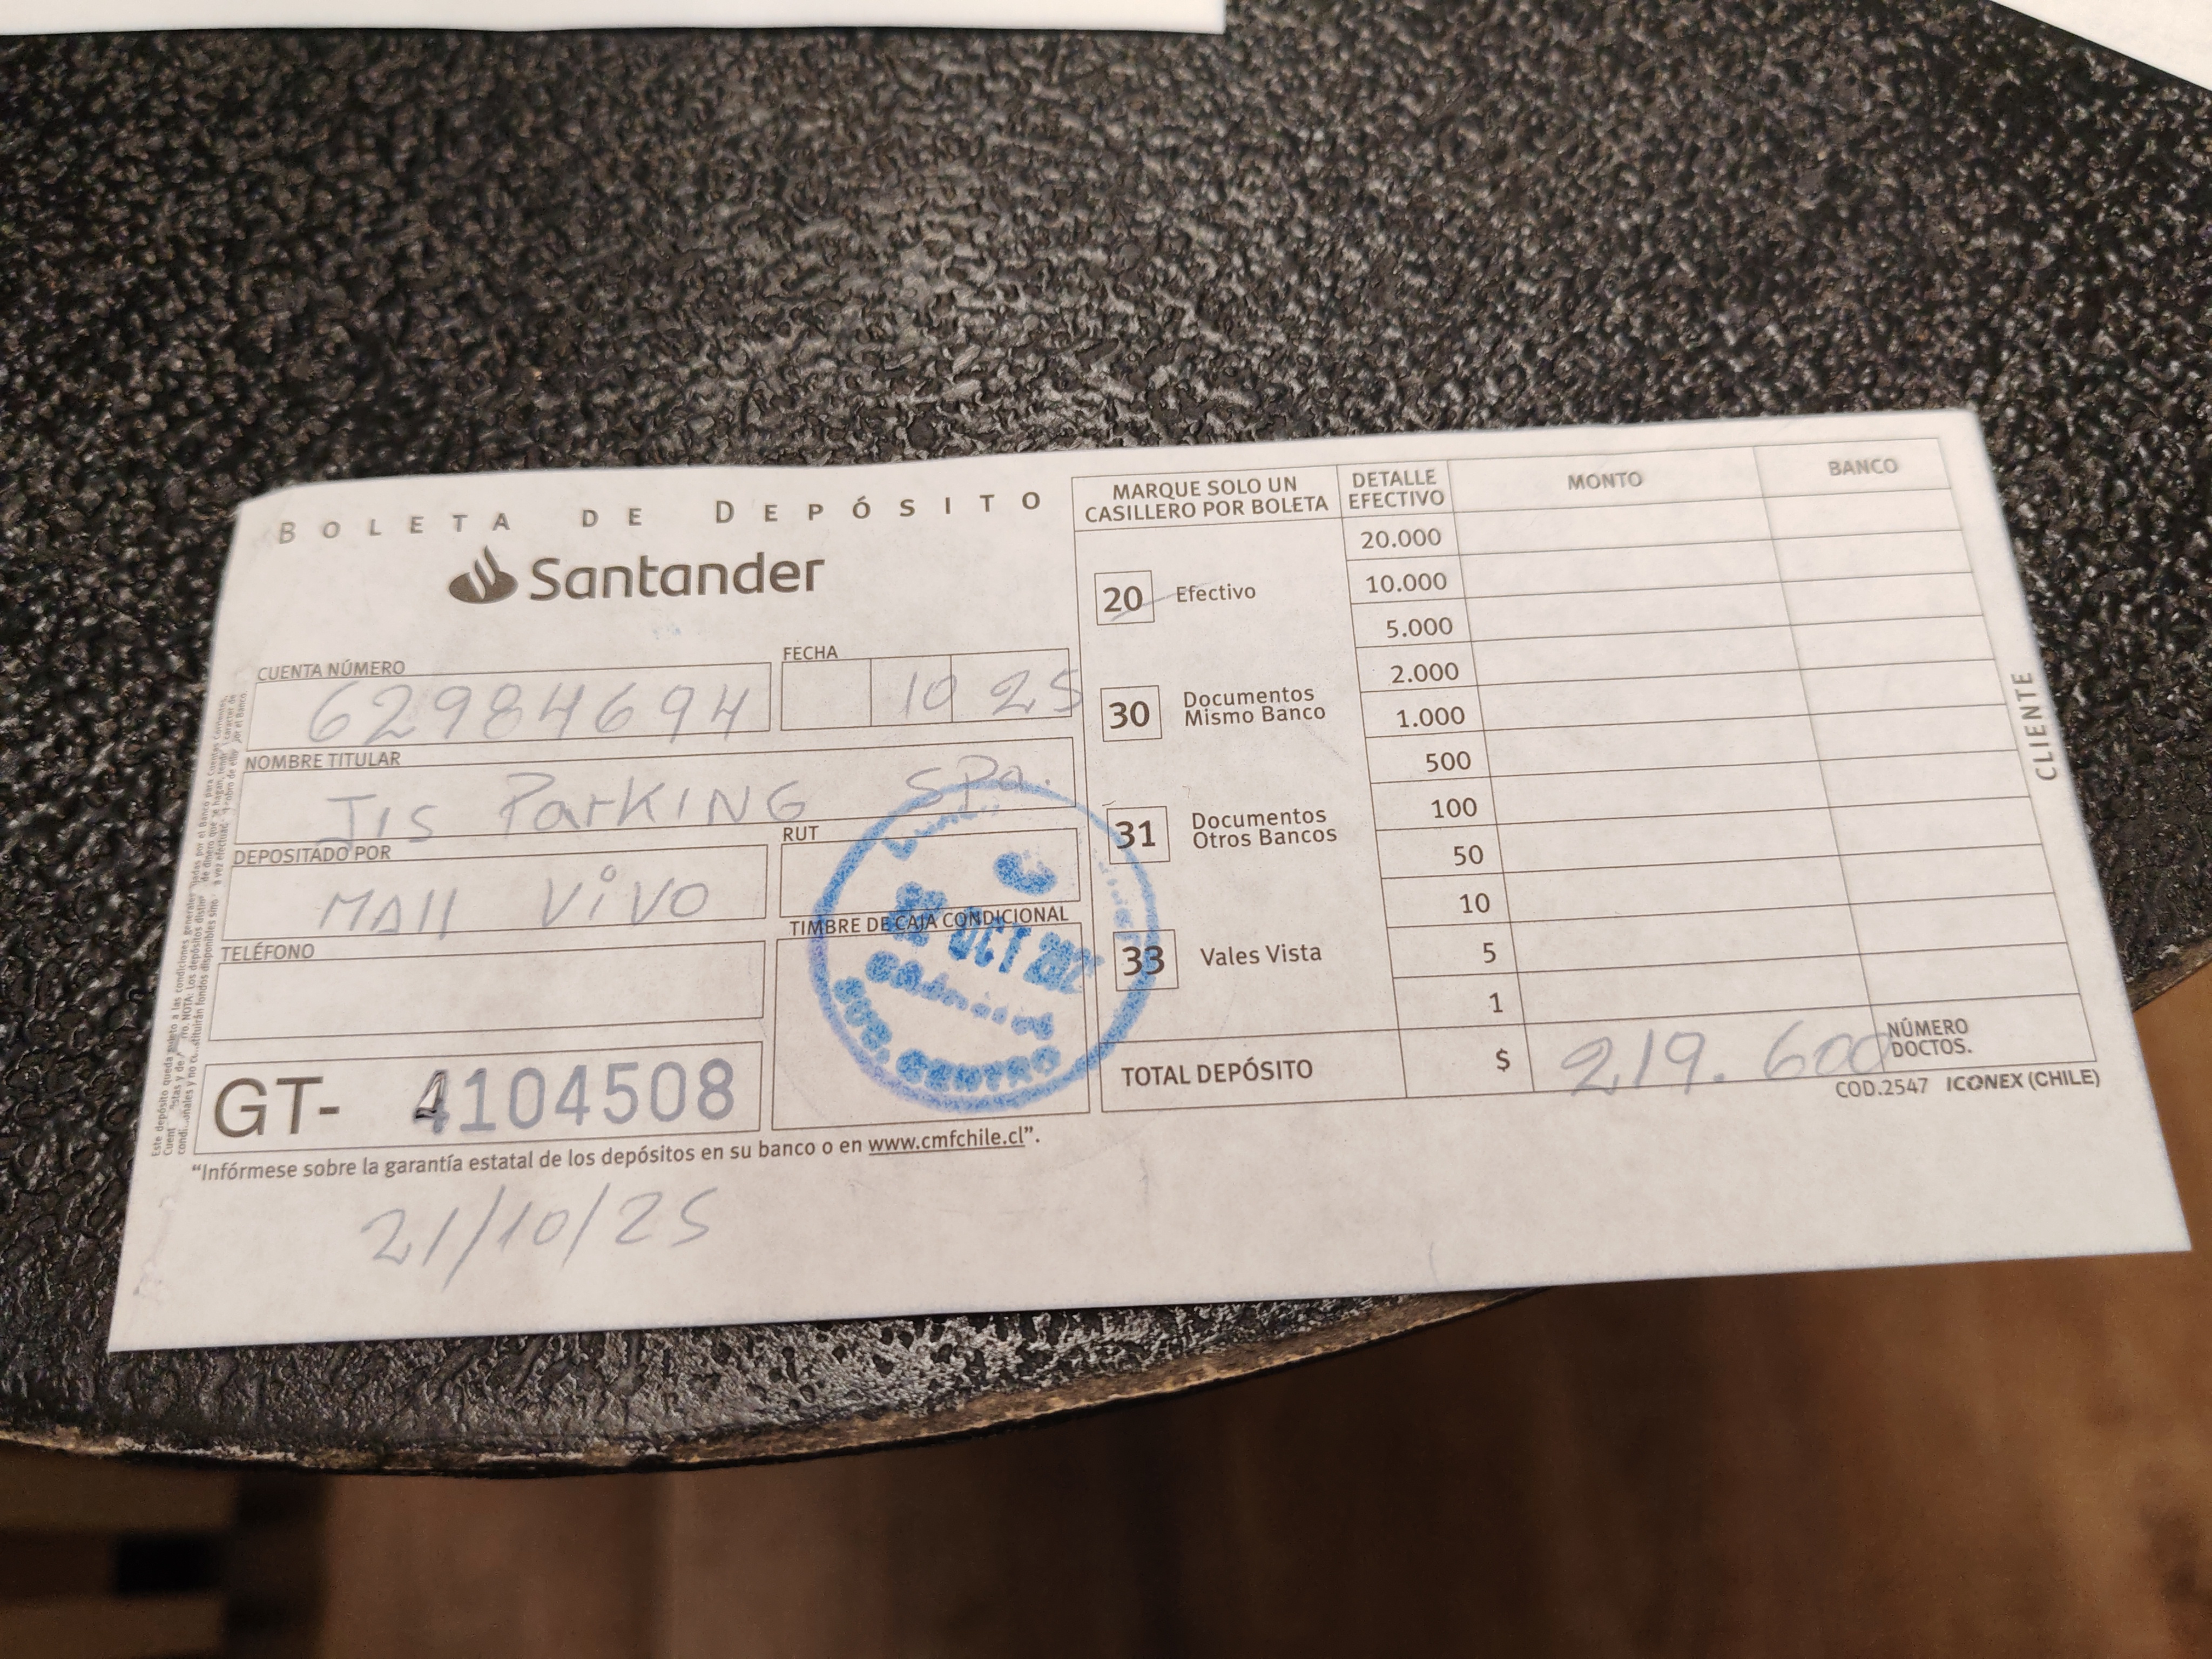 BOLETA DE DEPÓSITO
Santander
CUENTA NÚMERO
62984694
FECHA
10 25
NOMBRE TITULAR
JIS ParKING SPa.
DEPOSITADO POR
MAll ViVO
RUT
TELÉFONO
TIMBRE DE CAJA CONDICIONAL
OCT
SUC. CENTRO
GT- 4104508
"Infórmese sobre la garantía estatal de los depósitos en su banco o en www.cmfchile.cl".
21/10/25
MARQUE SOLO UN
CASILLERO POR BOLETA
20 Efectivo
30 Documentos
Mismo Banco
31 Documentos
Otros Bancos
33 Vales Vista
DETALLE
EFECTIVO
MONTO
BANCO
20.000
10.000
5.000
2.000
1.000
500
100
50
10
5
1
TOTAL DEPÓSITO $ 219.600
NÚMERO
DOCTOS.
COD.2547 ICONEX (CHILE)
CLIENTE